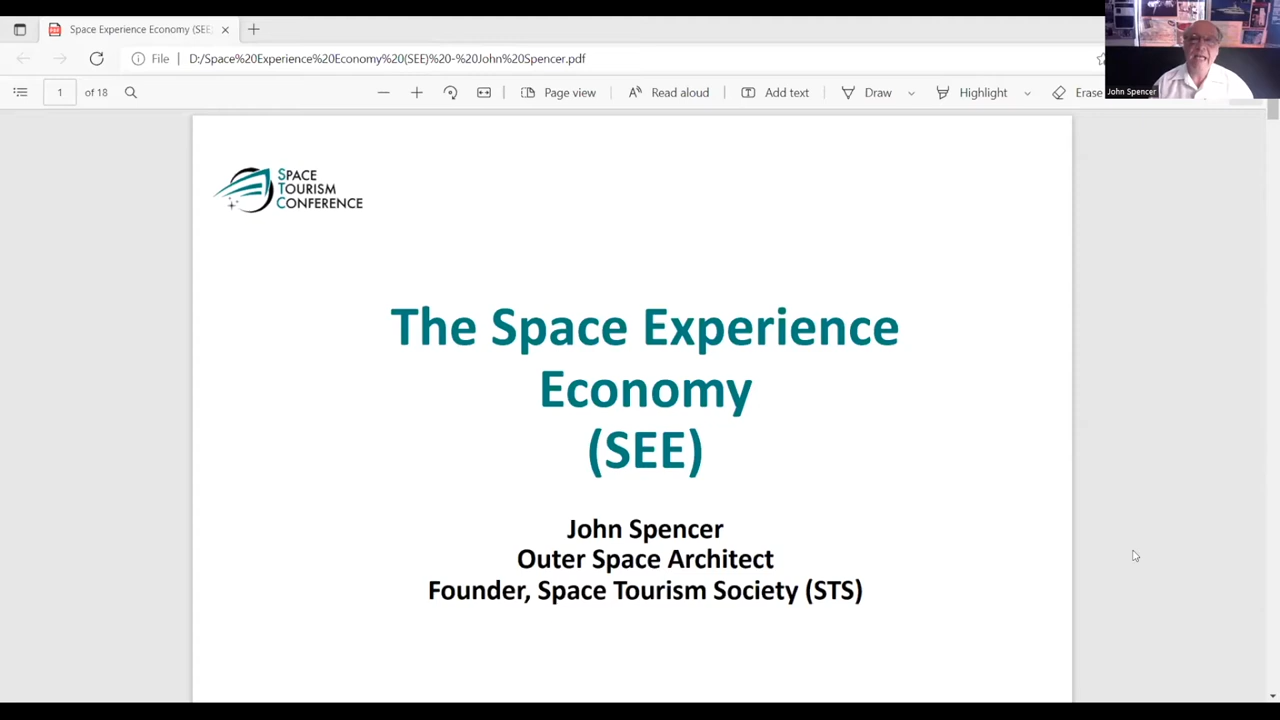 Space Experience Economy (SEE)
File
D:/Space%20Experience%20Economy%20(SEE)%20-%20John%20Spencer.pdf
1 of 18
Page view
Read aloud
Add text
Draw
Highlight
Erase
John Spencer
SPACE
TOURISM
CONFERENCE
The Space Experience
Economy
(SEE)
John Spencer
Outer Space Architect
Founder, Space Tourism Society (STS)